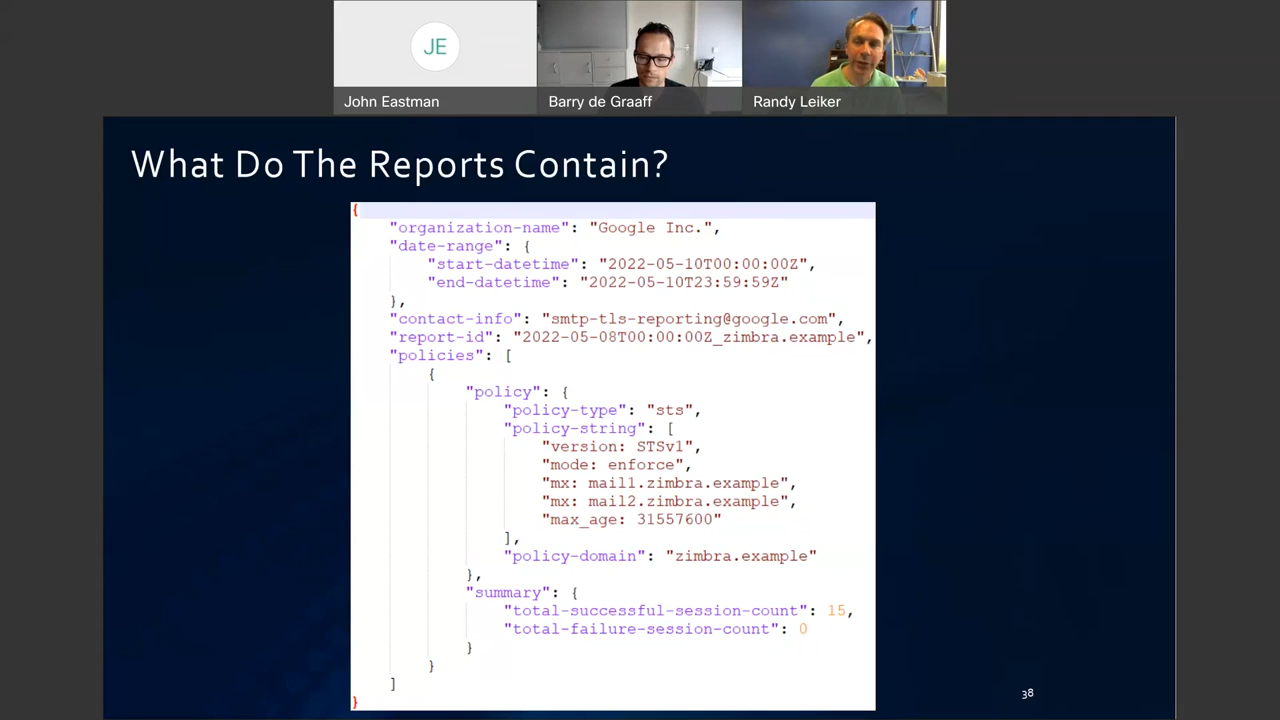 JE
John Eastman
Barry de Graaff
Randy Leiker
What Do The Reports Contain?
{
"organization-name": "Google Inc.",
"date-range": {
"start-datetime": "2022-05-10T00:00:00Z",
"end-datetime": "2022-05-10T23:59:59Z"
},
"contact-info": "smtp-tls-reporting@google.com",
"report-id": "2022-05-08T00:00:00Z_zimbra.example",
"policies": [
{
"policy": {
"policy-type": "sts",
"policy-string": [
"version: STSv1",
"mode: enforce",
"mx: mail1.zimbra.example",
"mx: mail2.zimbra.example",
"max_age: 31557600"
],
"policy-domain": "zimbra.example"
},
"summary": {
"total-successful-session-count": 15,
"total-failure-session-count": 0
}
}
]
}
38